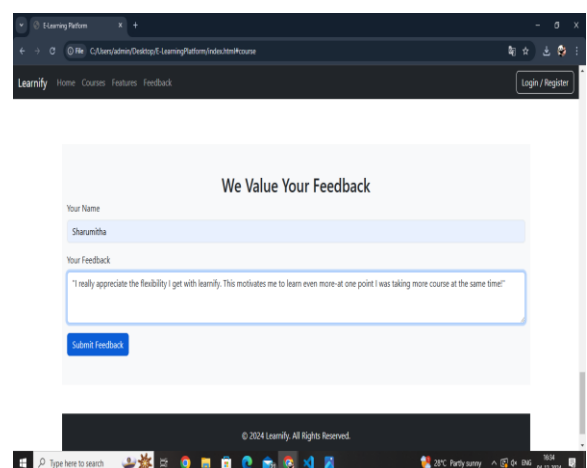 E-Learning Platform
File C:/Users/admin/Desktop/E-LearningPlatform/index.html#course
Learnify Home Courses Features Feedback Login / Register
We Value Your Feedback
Your Name
Sharumitha
Your Feedback
"I really appreciate the flexibility I get with learnify. This motivates me to learn even more-at one point I was taking more course at the same time!"
Submit Feedback
© 2024 Learnify. All Rights Reserved.
Type here to search 28°C Partly sunny ENG 16:04